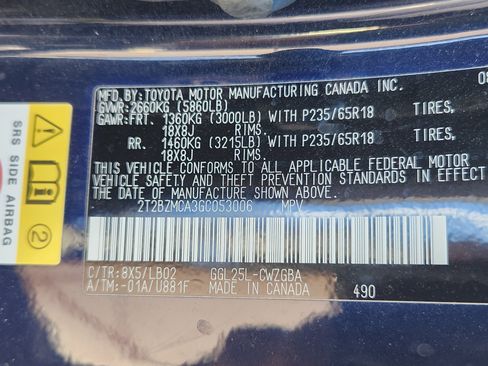 MFD.BY:TOYOTA MOTOR MANUFACTURING CANADA INC. 08
GVWR:2660KG (5860LB)
GAWR:FRT. 1360KG (3000LB) WITH P235/65R18 TIRES,
18X8J RIMS.
RR. 1460KG (3215LB) WITH P235/65R18 TIRES,
18X8J RIMS.
THIS VEHICLE CONFORMS TO ALL APPLICABLE FEDERAL MOTOR
VEHICLE SAFETY AND THEFT PREVENTION STANDARDS IN EFFECT
THE DATE OF MANUFACTURE SHOWN ABOVE.
2T2BZMCA3GC053006 MPV
C/TR:8X5/LB02 GGL25L-CWZGBA
A/TM:-01A/U881F MADE IN CANADA 490
SRS SIDE AIRBAG
2